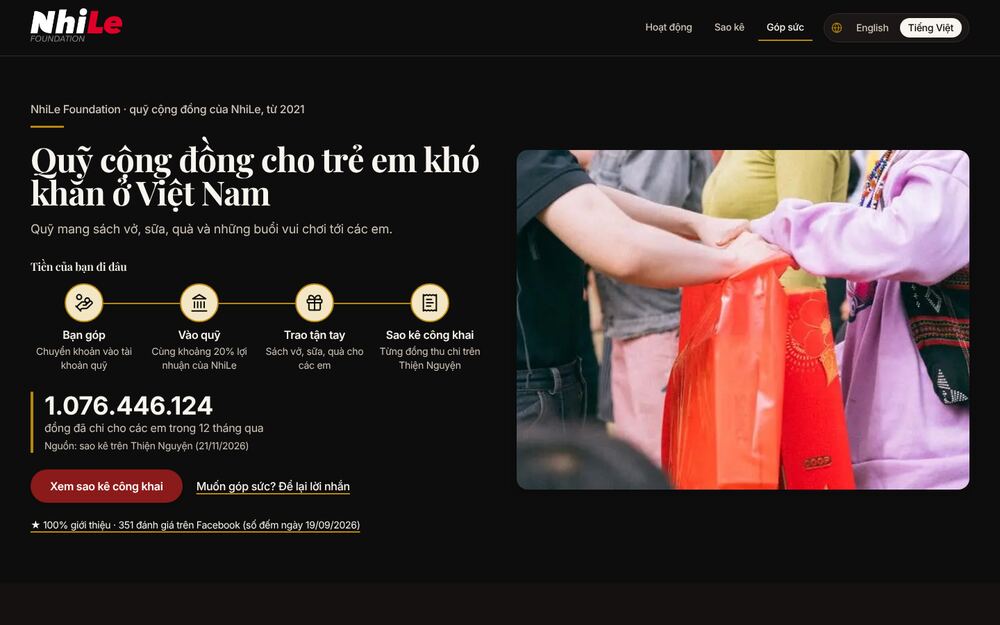 NhiLe
FOUNDATION
Hoạt động
Sao kê
Góp sức
English
Tiếng Việt
NhiLe Foundation · quỹ cộng đồng của NhiLe, từ 2021
Quỹ cộng đồng cho trẻ em khó
khăn ở Việt Nam
Quỹ mang sách vở, sữa, quà và những buổi vui chơi tới các em.
Tiền của bạn đi đâu
Bạn góp
Chuyển khoản vào tài
khoản quỹ
Vào quỹ
Cùng khoảng 20% lợi
nhuận của NhiLe
Trao tận tay
Sách vở, sữa, quà cho
các em
Sao kê công khai
Từng đồng thu chi trên
Thiện Nguyện
1.076.446.124
đồng đã chi cho các em trong 12 tháng qua
Nguồn: sao kê trên Thiện Nguyện (21/11/2026)
Xem sao kê công khai
Muốn góp sức? Để lại lời nhắn
★ 100% giới thiệu · 351 đánh giá trên Facebook (số đếm ngày 19/09/2026)